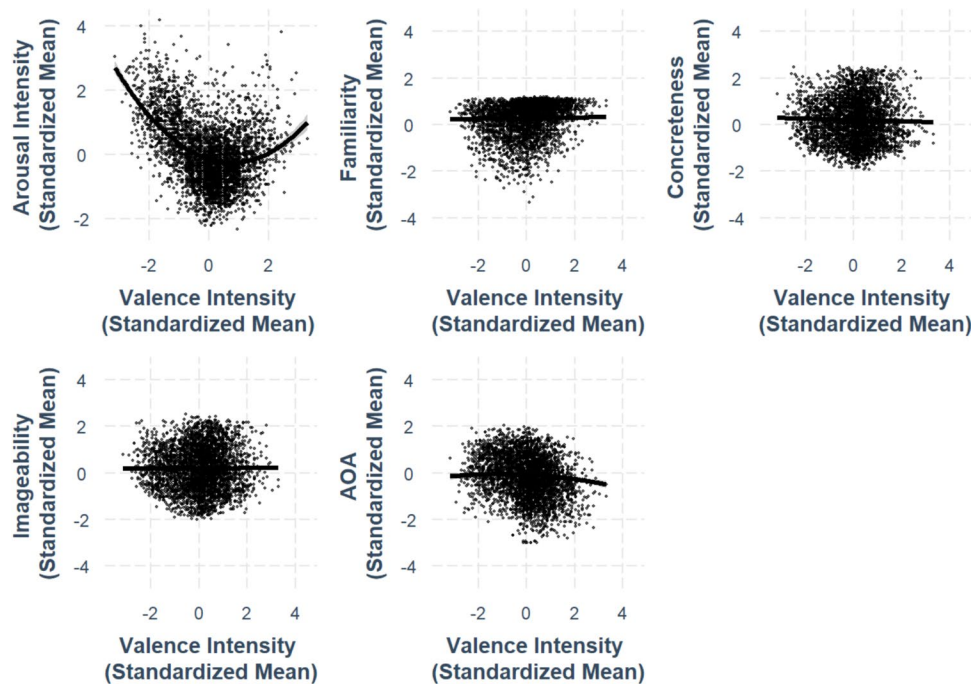 Arousal Intensity
(Standardized Mean)
4
2
0
-2
-2
0
2
Valence Intensity
(Standardized Mean)
Familiarity
(Standardized Mean)
4
2
0
-2
-4
-2
0
2
4
Valence Intensity
(Standardized Mean)
Concreteness
(Standardized Mean)
4
2
0
-2
-4
-2
0
2
4
Valence Intensity
(Standardized Mean)
Imageability
(Standardized Mean)
4
2
0
-2
-4
-2
0
2
4
Valence Intensity
(Standardized Mean)
AOA
(Standardized Mean)
4
2
0
-2
-4
-2
0
2
4
Valence Intensity
(Standardized Mean)